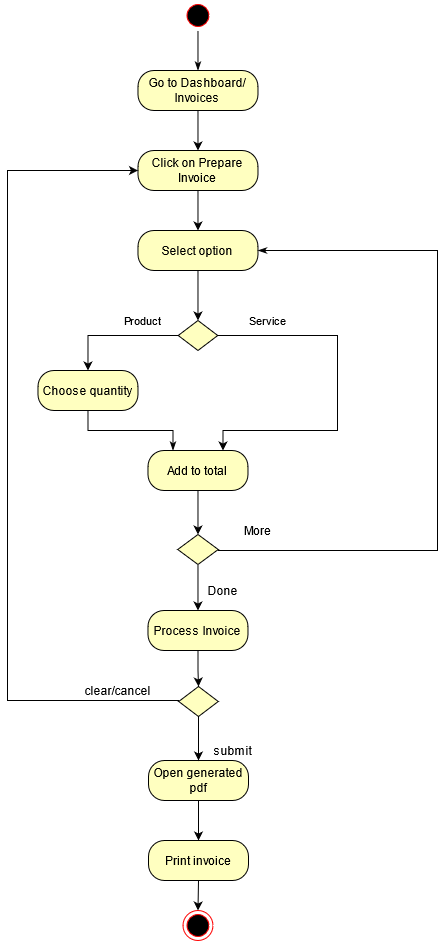 Go to Dashboard/
Invoices
Click on Prepare
Invoice
Select option
Product
Service
Choose quantity
Add to total
More
Done
Process Invoice
clear/cancel
submit
Open generated
pdf
Print invoice